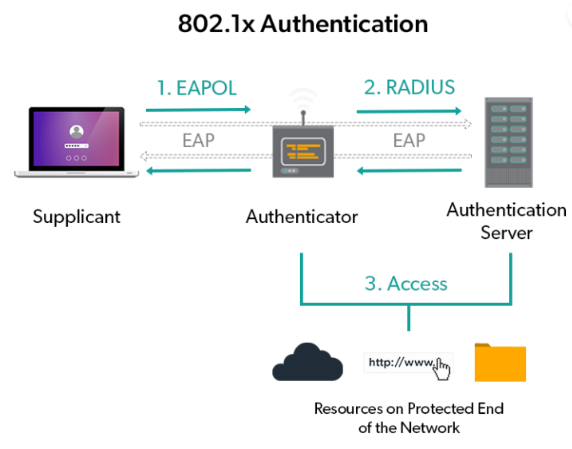 802.1x Authentication
1. EAPOL
2. RADIUS
EAP
EAP
Supplicant
Authenticator
Authentication
Server
3. Access
http://www.
Resources on Protected End
of the Network